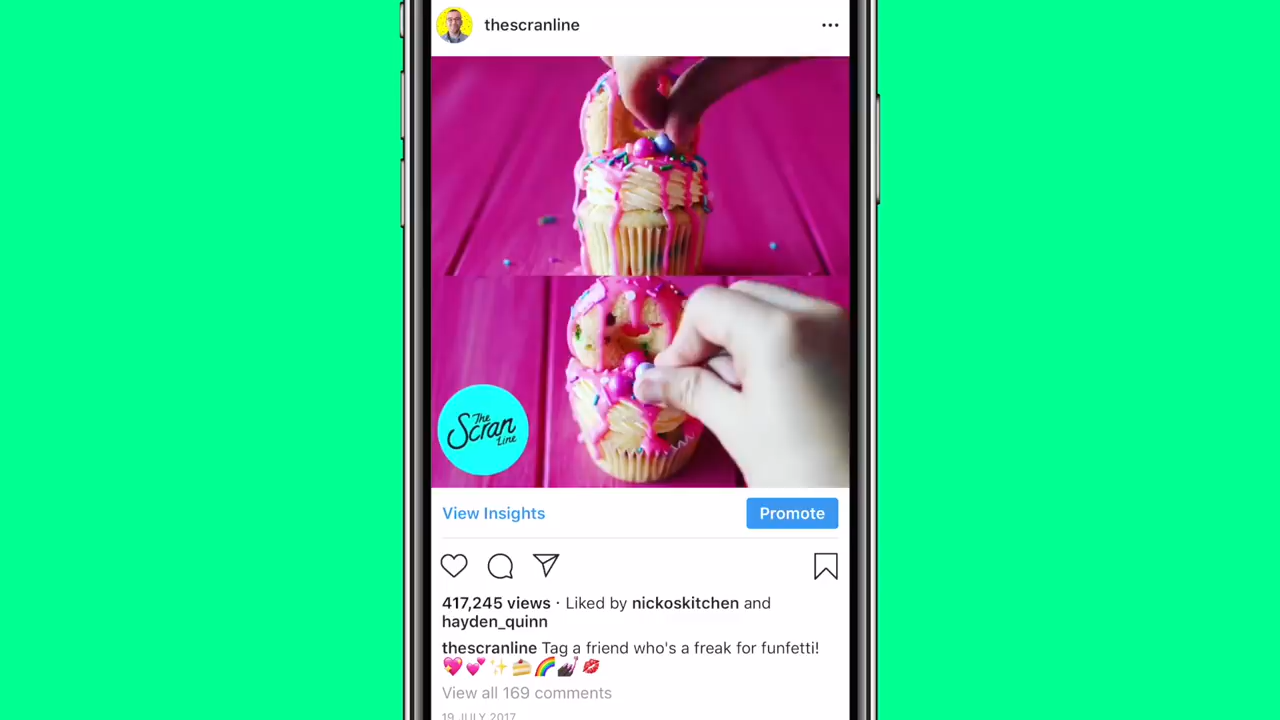 thescranline
The
Scran
Line
View Insights
Promote
417,245 views · Liked by nickoskitchen and
hayden_quinn
thescranline Tag a friend who's a freak for funfetti!
💖💕✨🍰🌈💅🏿💋
View all 169 comments
19 JULY 2017